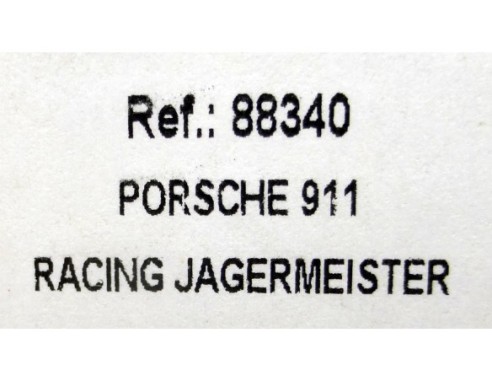 Ref.: 88340
PORSCHE 911
RACING JAGERMEISTER